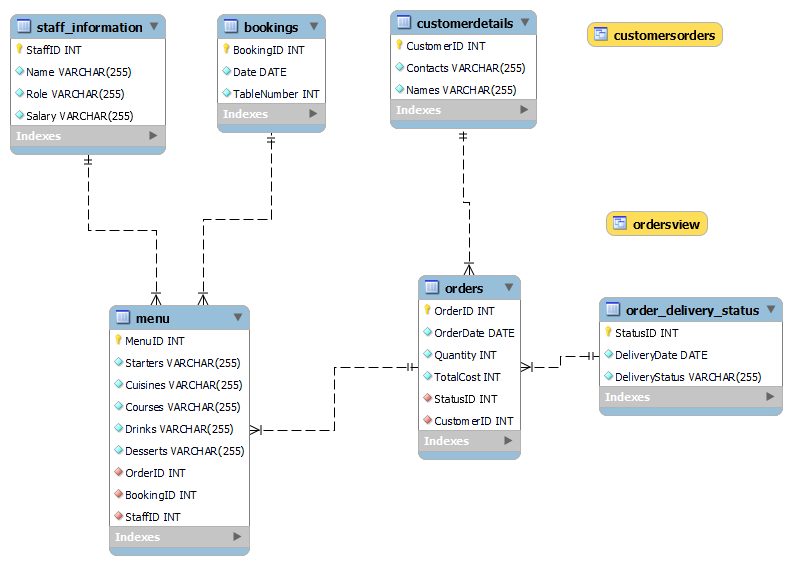 staff_information
StaffID INT
Name VARCHAR(255)
Role VARCHAR(255)
Salary VARCHAR(255)
Indexes
bookings
BookingID INT
Date DATE
TableNumber INT
Indexes
customerdetails
CustomerID INT
Contacts VARCHAR(255)
Names VARCHAR(255)
Indexes
customersorders
ordersview
menu
MenuID INT
Starters VARCHAR(255)
Cuisines VARCHAR(255)
Courses VARCHAR(255)
Drinks VARCHAR(255)
Desserts VARCHAR(255)
OrderID INT
BookingID INT
StaffID INT
Indexes
orders
OrderID INT
OrderDate DATE
Quantity INT
TotalCost INT
StatusID INT
CustomerID INT
Indexes
order_delivery_status
StatusID INT
DeliveryDate DATE
DeliveryStatus VARCHAR(255)
Indexes